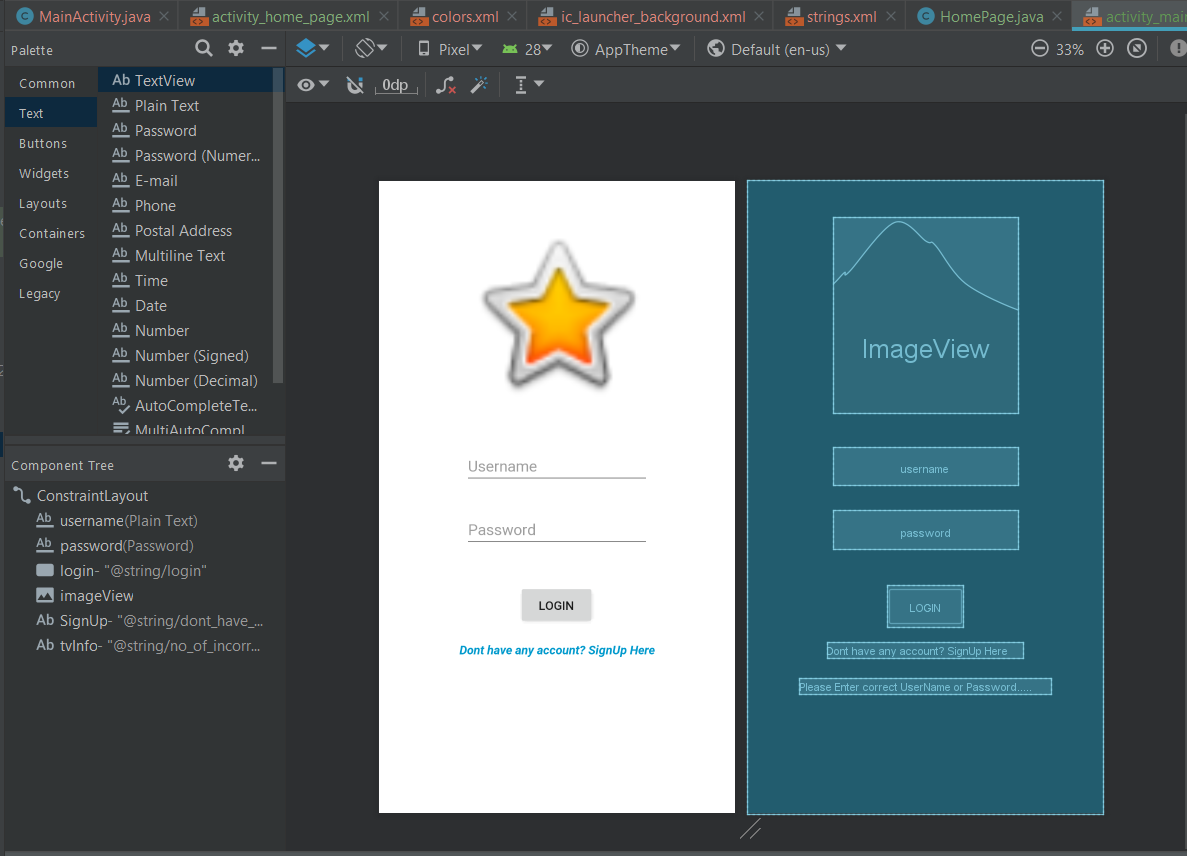 MainActivity.java
activity_home_page.xml
colors.xml
ic_launcher_background.xml
strings.xml
HomePage.java
activity_mai
Palette
Pixel
28
AppTheme
Default (en-us)
33%
0dp
Common
Text
Buttons
Widgets
Layouts
Containers
Google
Legacy
Ab TextView
Ab Plain Text
Ab Password
Ab Password (Numer...
Ab E-mail
Ab Phone
Ab Postal Address
Ab Multiline Text
Ab Time
Ab Date
Ab Number
Ab Number (Signed)
Ab Number (Decimal)
Ab AutoCompleteTe...
MultiAutoCompl
Component Tree
ConstraintLayout
Ab username(Plain Text)
Ab password(Password)
login- "@string/login"
imageView
Ab SignUp- "@string/dont_have_...
Ab tvInfo- "@string/no_of_incorr...
Username
Password
LOGIN
Dont have any account? SignUp Here
ImageView
username
password
LOGIN
Dont have any account? SignUp Here
Please Enter correct UserName or Password.....